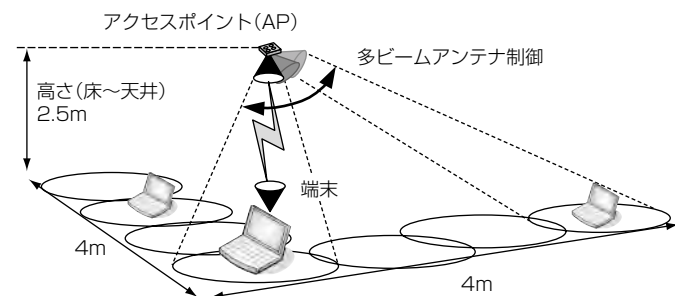 アクセスポイント(AP)
多ビームアンテナ制御
高さ(床～天井)
2.5m
端末
4m
4m